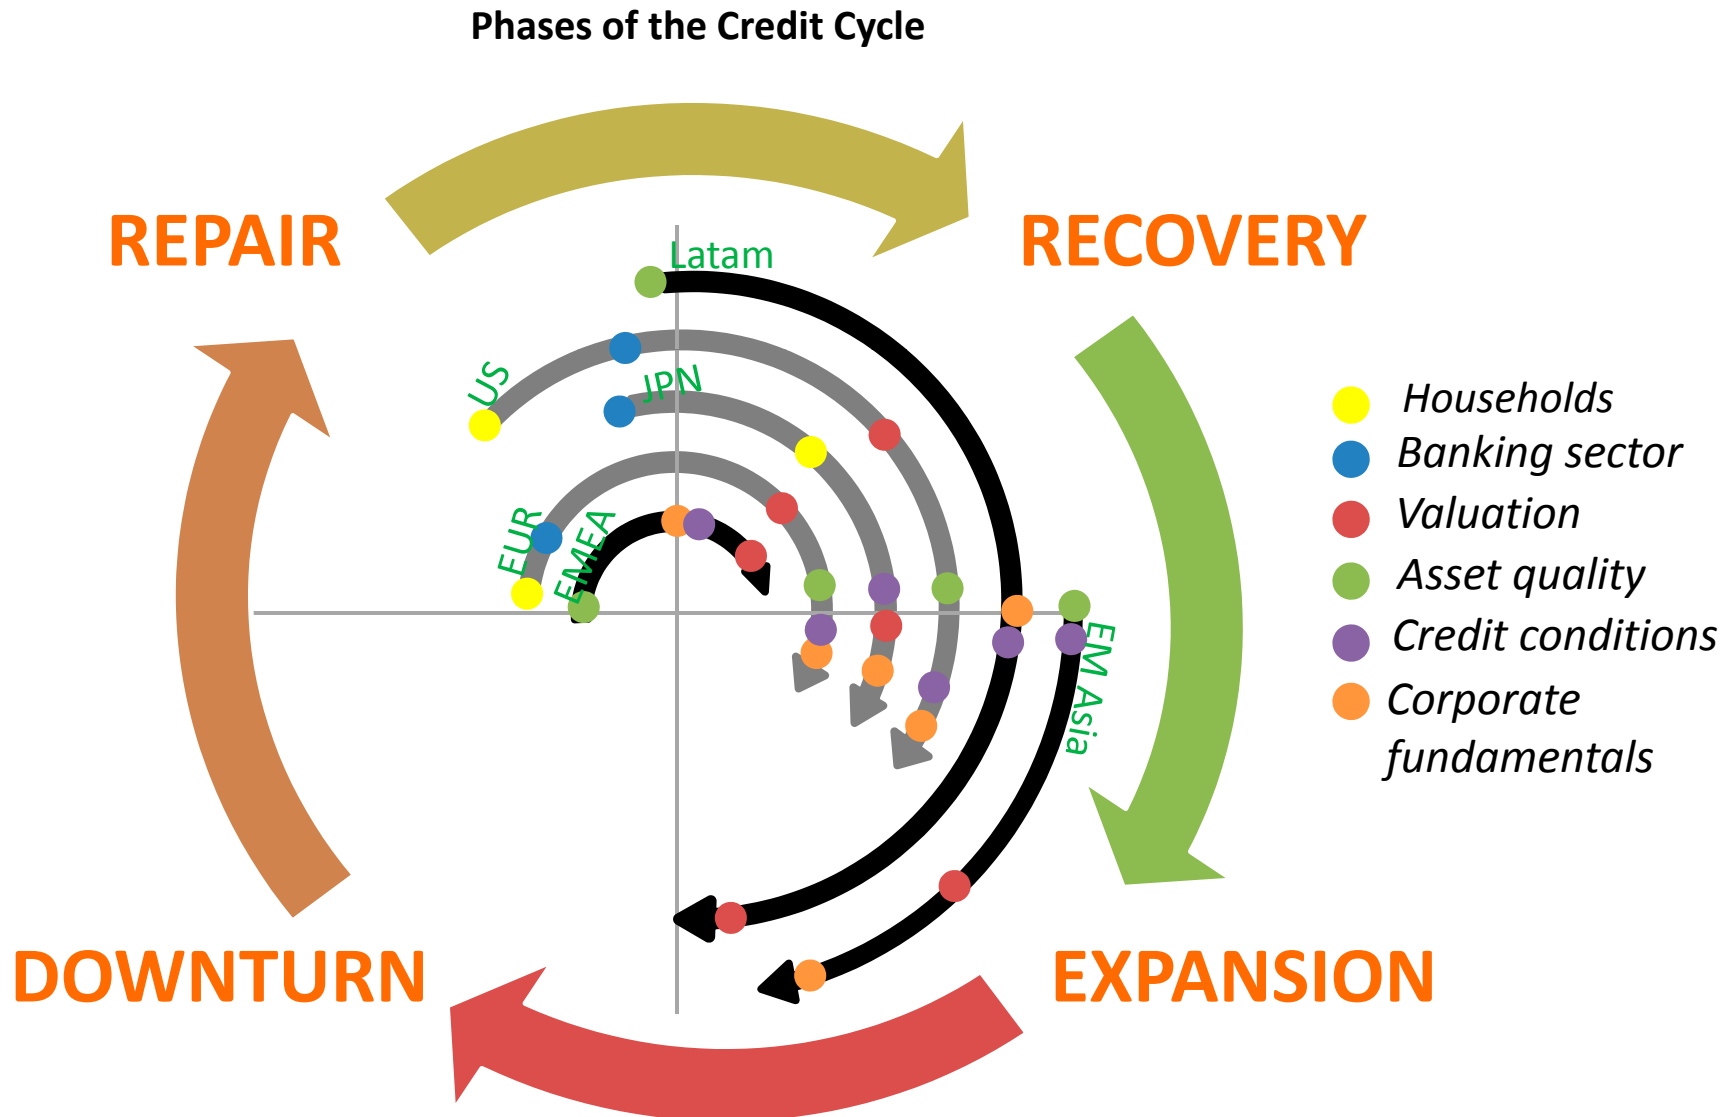 Phases of the Credit Cycle
REPAIR
RECOVERY
Latam
US
JPN
EUR
EMEA
EM Asia
Households
Banking sector
Valuation
Asset quality
Credit conditions
Corporate
fundamentals
DOWNTURN
EXPANSION